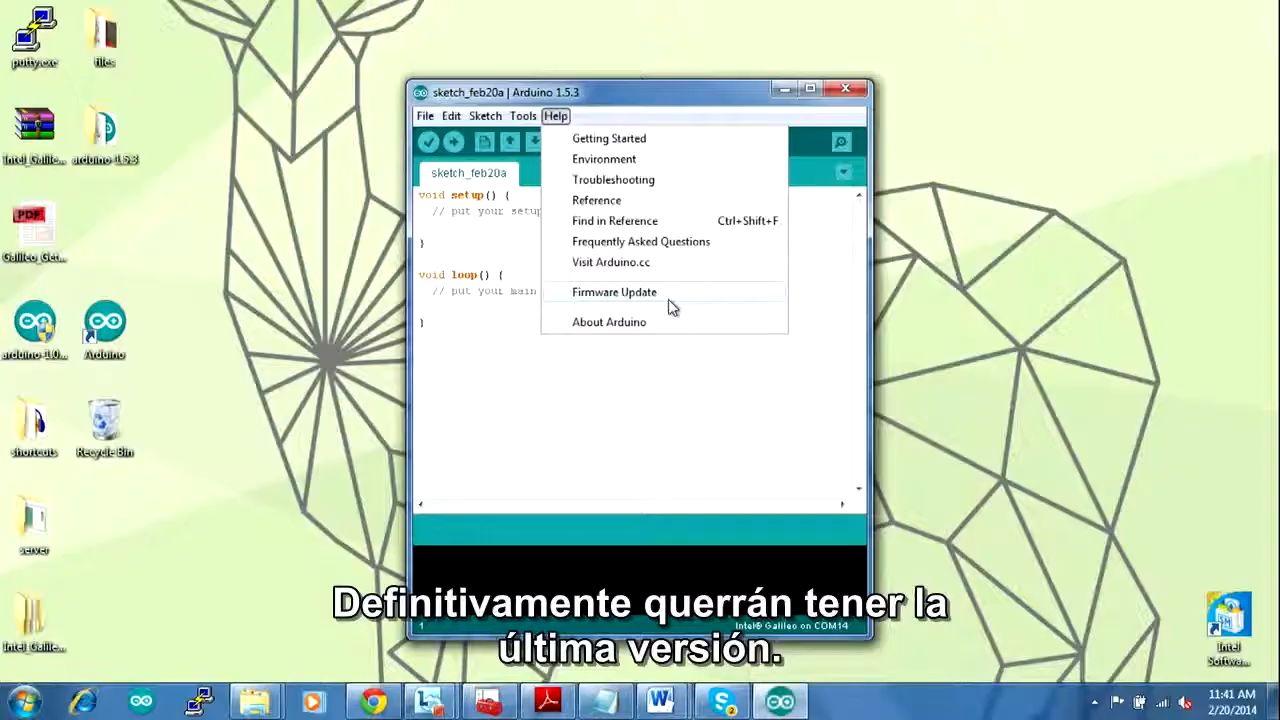 putty.exe
files
Intel_Galile...
arduino-1.5.3
PDF
Galileo_Get...
arduino-1.0...
Arduino
shortcuts
Recycle Bin
server
Intel_Galile...
sketch_feb20a | Arduino 1.5.3
File Edit Sketch Tools Help
sketch_feb20a
void setup() {
// put your setup
}
void loop() {
// put your main
}
Getting Started
Environment
Troubleshooting
Reference
Find in Reference Ctrl+Shift+F
Frequently Asked Questions
Visit Arduino.cc
Firmware Update
About Arduino
Definitivamente querrán tener la
última versión.
1
Intel® Galileo on COM14
Intel
Softwa...
W
S 2
11:41 AM
2/20/2014